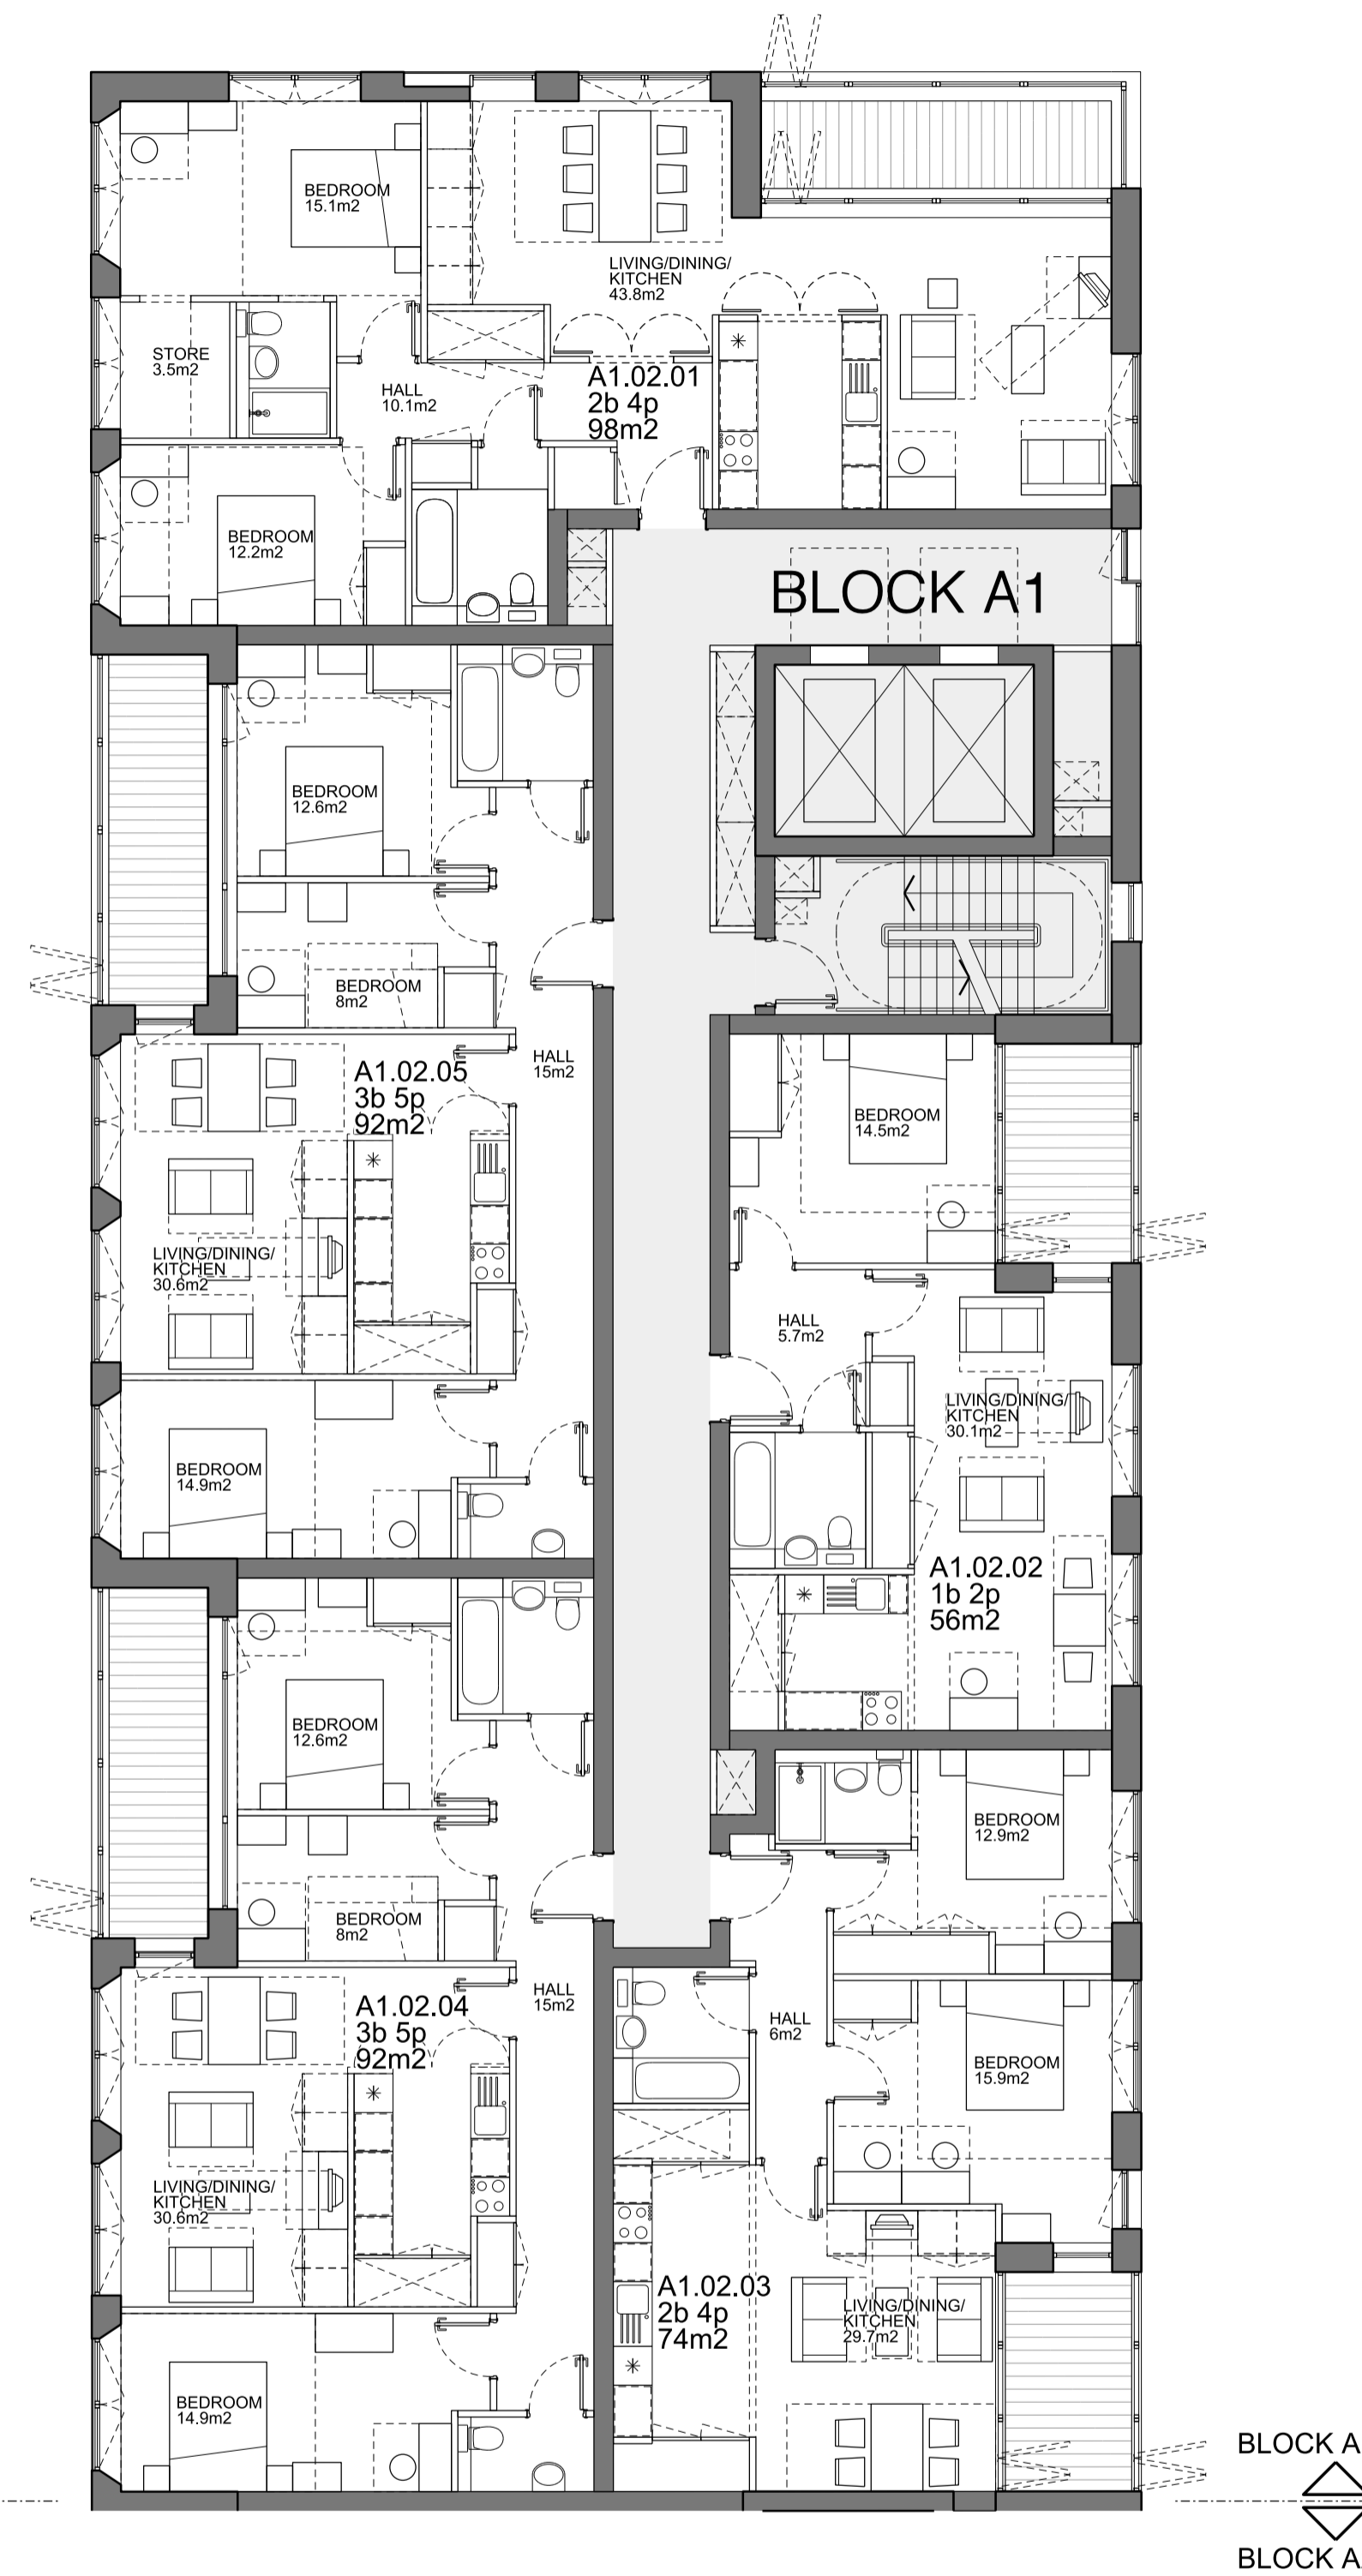 BEDROOM
15.1m2
LIVING/DINING/
KITCHEN
43.8m2
STORE
3.5m2
HALL
10.1m2
A1.02.01
2b 4p
98m2
BEDROOM
12.2m2
BLOCK A1
BEDROOM
12.6m2
BEDROOM
8m2
HALL
15m2
A1.02.05
3b 5p
92m2
LIVING/DINING/
KITCHEN
30.6m2
BEDROOM
14.9m2
BEDROOM
14.5m2
HALL
5.7m2
LIVING/DINING/
KITCHEN
30.1m2
A1.02.02
1b 2p
56m2
BEDROOM
12.6m2
BEDROOM
8m2
HALL
15m2
A1.02.04
3b 5p
92m2
LIVING/DINING/
KITCHEN
30.6m2
BEDROOM
14.9m2
BEDROOM
12.9m2
HALL
6m2
BEDROOM
15.9m2
A1.02.03
2b 4p
74m2
LIVING/DINING/
KITCHEN
29.7m2
BLOCK A
BLOCK A